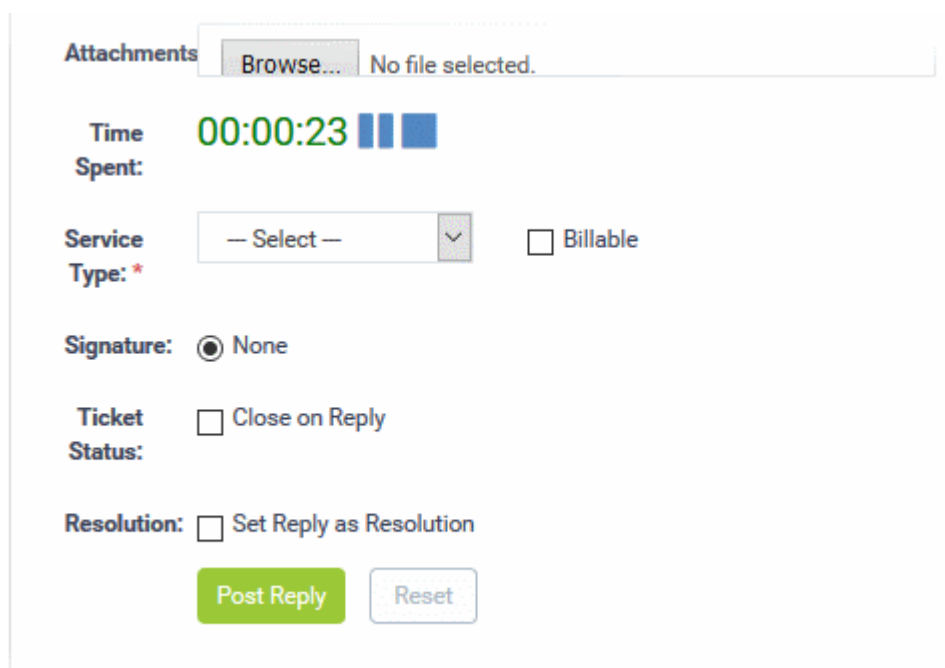 Attachments
Browse... No file selected.
Time Spent: 00:00:23
Service Type: * --- Select --- Billable
Signature: None
Ticket Status: Close on Reply
Resolution: Set Reply as Resolution
Post Reply Reset